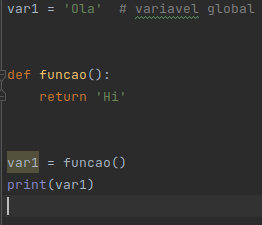 var1 = 'Ola'  # variavel global
def funcao():
    return 'Hi'
var1 = funcao()
print(var1)